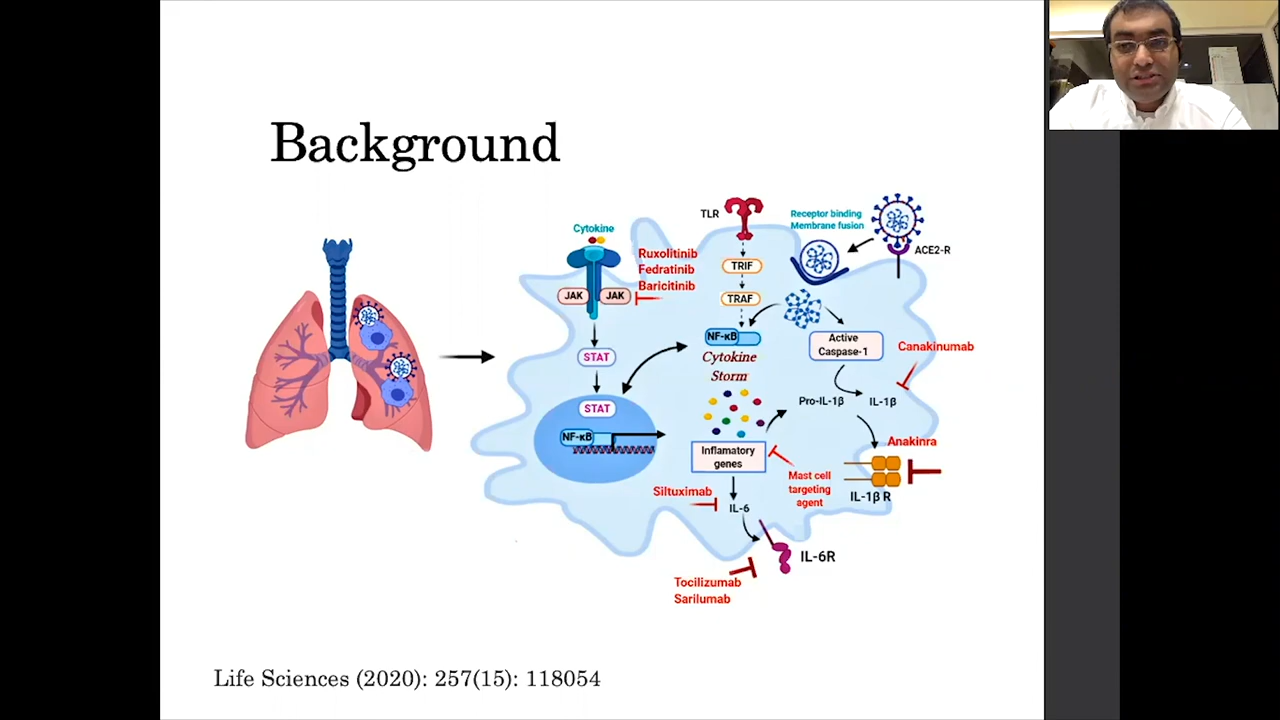 Background
Cytokine
JAK
JAK
Ruxolitinib
Fedratinib
Baricitinib
STAT
STAT
NF-κB
TLR
TRIF
TRAF
NF-κB
Cytokine
Storm
Receptor binding
Membrane fusion
ACE2-R
Active
Caspase-1
Canakinumab
Pro-IL-1β
IL-1β
Anakinra
IL-1β R
Inflamatory
genes
Mast cell
targeting
agent
Siltuximab
IL-6
IL-6R
Tocilizumab
Sarilumab
Life Sciences (2020): 257(15): 118054